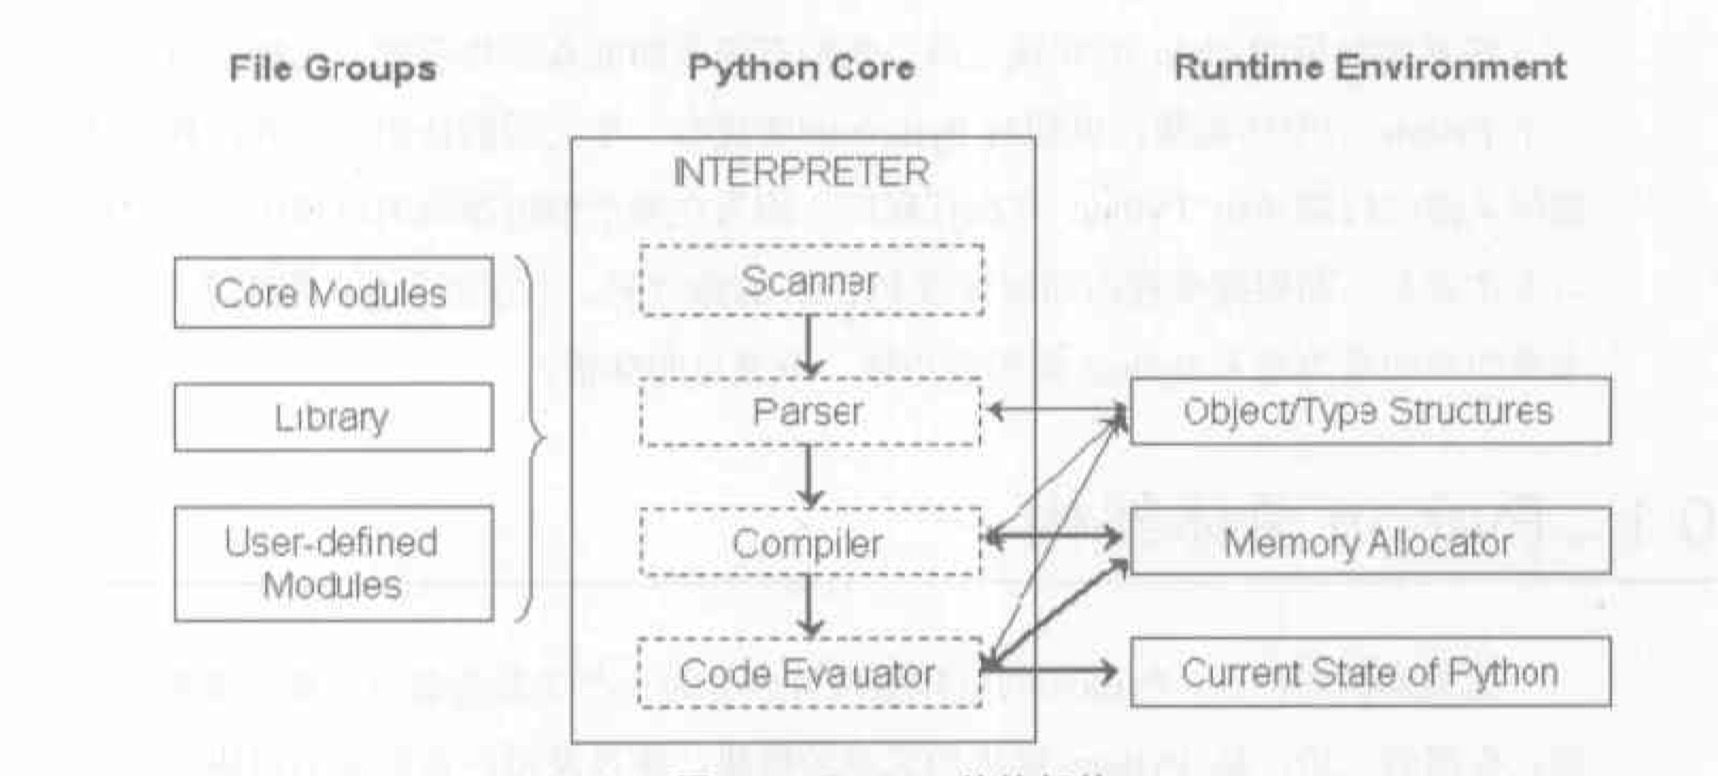 File Groups
Python Core
Runtime Environment
INTERPRETER
Core Modules
Library
User-defined
Modules
Scanner
Parser
Compiler
Code Evauator
Object/Type Structures
Memory Allocator
Current State of Python